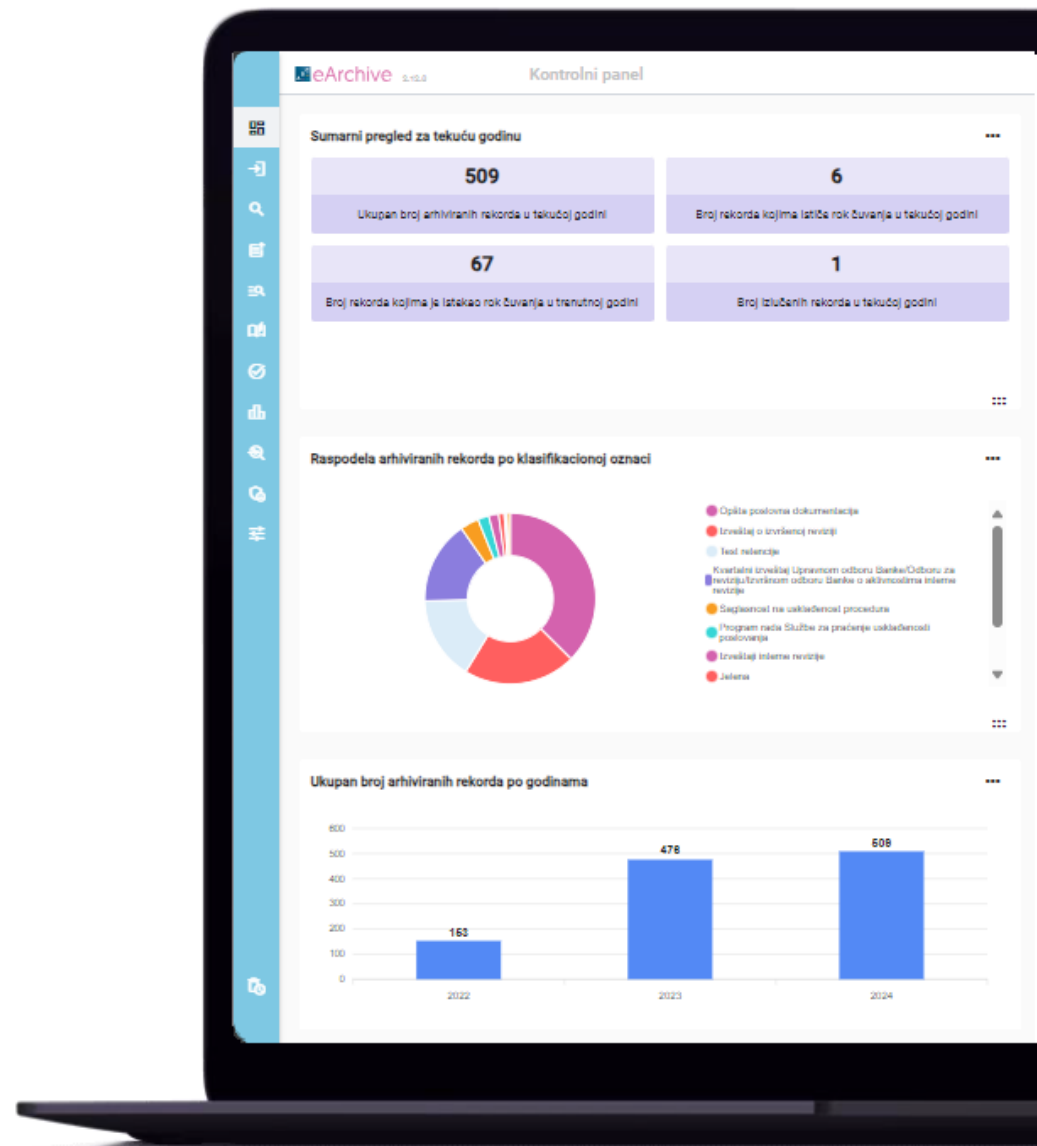 eArchive 2.12.0
Kontrolni panel
Sumarni pregled za tekuću godinu
509
Ukupan broj arhiviranih rekorda u tekućoj godini
6
Broj rekorda kojima ističe rok čuvanja u tekućoj godini
67
Broj rekorda kojima je istekao rok čuvanja u trenutnoj godini
1
Broj izlučenih rekorda u tekućoj godini
Raspodela arhiviranih rekorda po klasifikacionoj oznaci
Opšta poslovna dokumentacija
Izveštaj o izvršenoj reviziji
Test retencije
Kvartalni izveštaj Upravnom odboru Banke/Odboru za
reviziju/Izvršnom odboru Banke o aktivnostima interne
revizije
Saglasnost na usklađenost procedure
Program rada Službe za praćenje usklađenosti
poslovanja
Izveštaji interne revizije
Jelena
Ukupan broj arhiviranih rekorda po godinama
600
500
400
300
200
100
0
153
476
509
2022
2023
2024